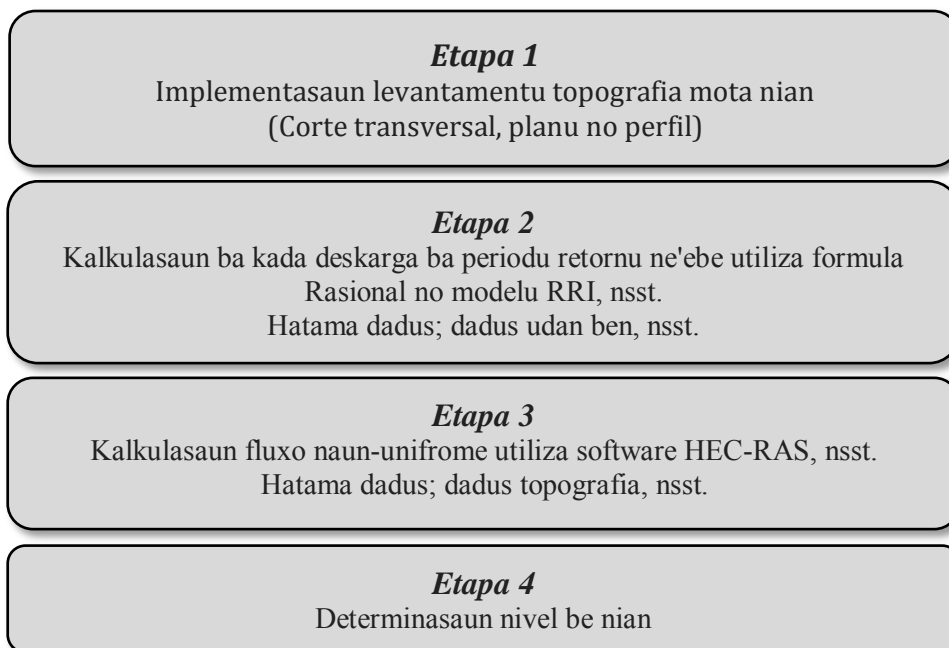 Etapa 1
Implementasaun levantamentu topografia mota nian
(Corte transversal, planu no perfil)
Etapa 2
Kalkulasaun ba kada deskarga ba periodu retornu ne'ebe utiliza formula
Rasional no modelu RRI, nsst.
Hatama dadus; dadus udan ben, nsst.
Etapa 3
Kalkulasaun fluxo naun-unifrome utiliza software HEC-RAS, nsst.
Hatama dadus; dadus topografia, nsst.
Etapa 4
Determinasaun nivel be nian